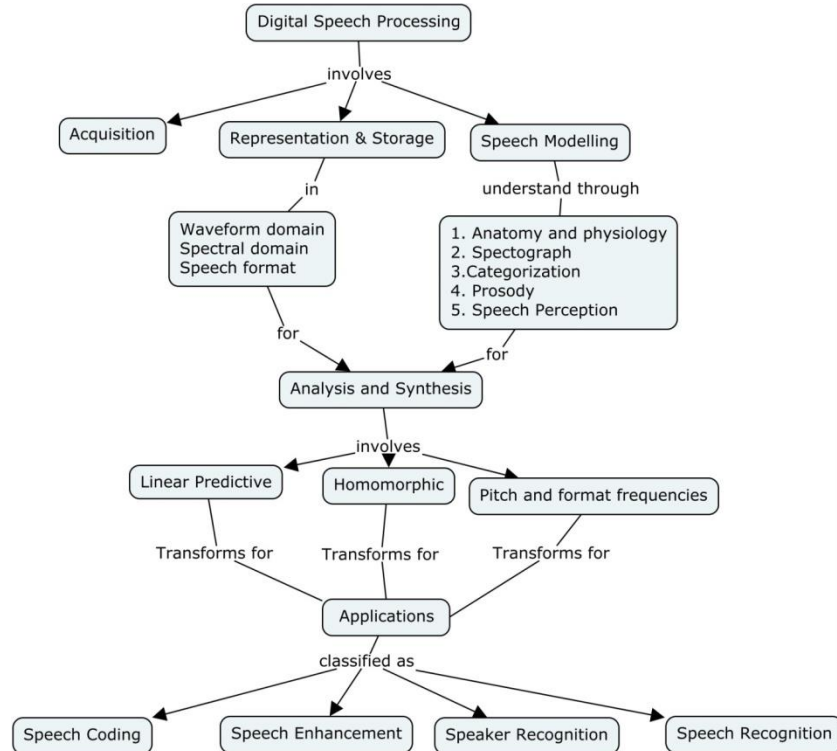 Digital Speech Processing
involves
Acquisition
Representation & Storage
Speech Modelling
in
understand through
Waveform domain
Spectral domain
Speech format
1. Anatomy and physiology
2. Spectograph
3.Categorization
4. Prosody
5. Speech Perception
for
for
Analysis and Synthesis
involves
Linear Predictive
Homomorphic
Pitch and format frequencies
Transforms for
Transforms for
Transforms for
Applications
classified as
Speech Coding
Speech Enhancement
Speaker Recognition
Speech Recognition